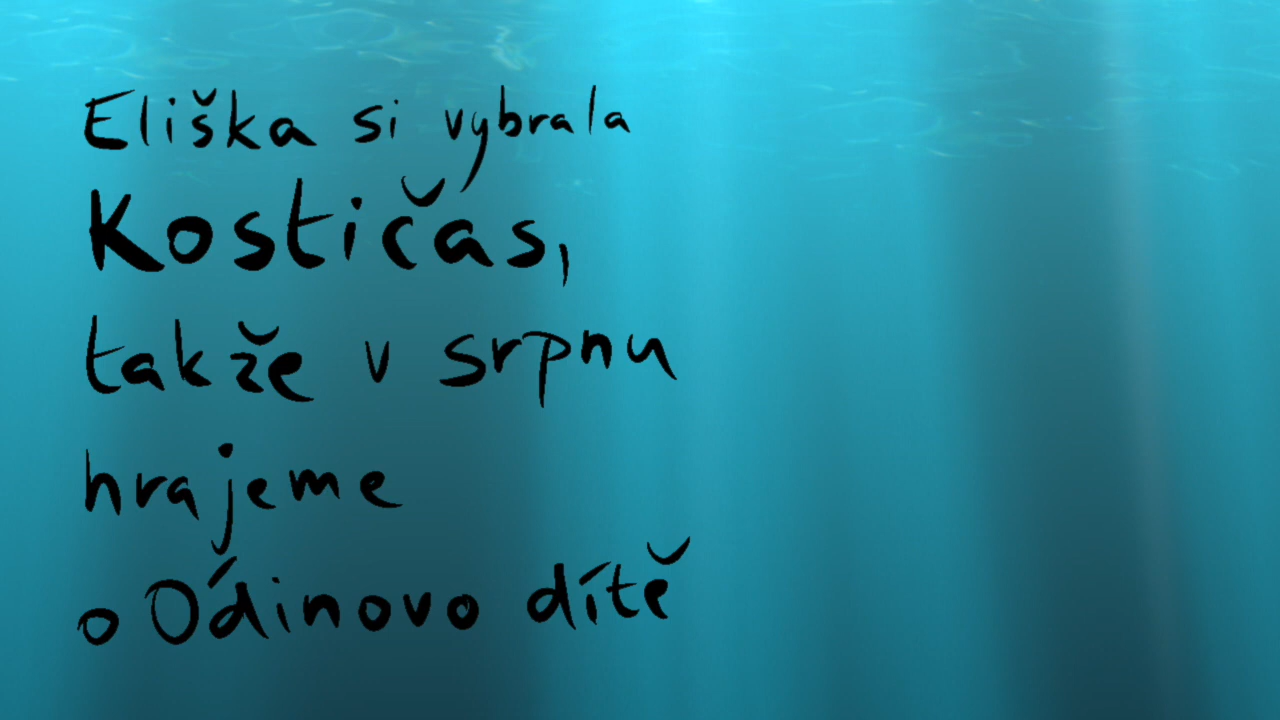 Eliška si vybrala
Kostičas,
takže v srpnu
hrajeme
o Ódinovo dítě